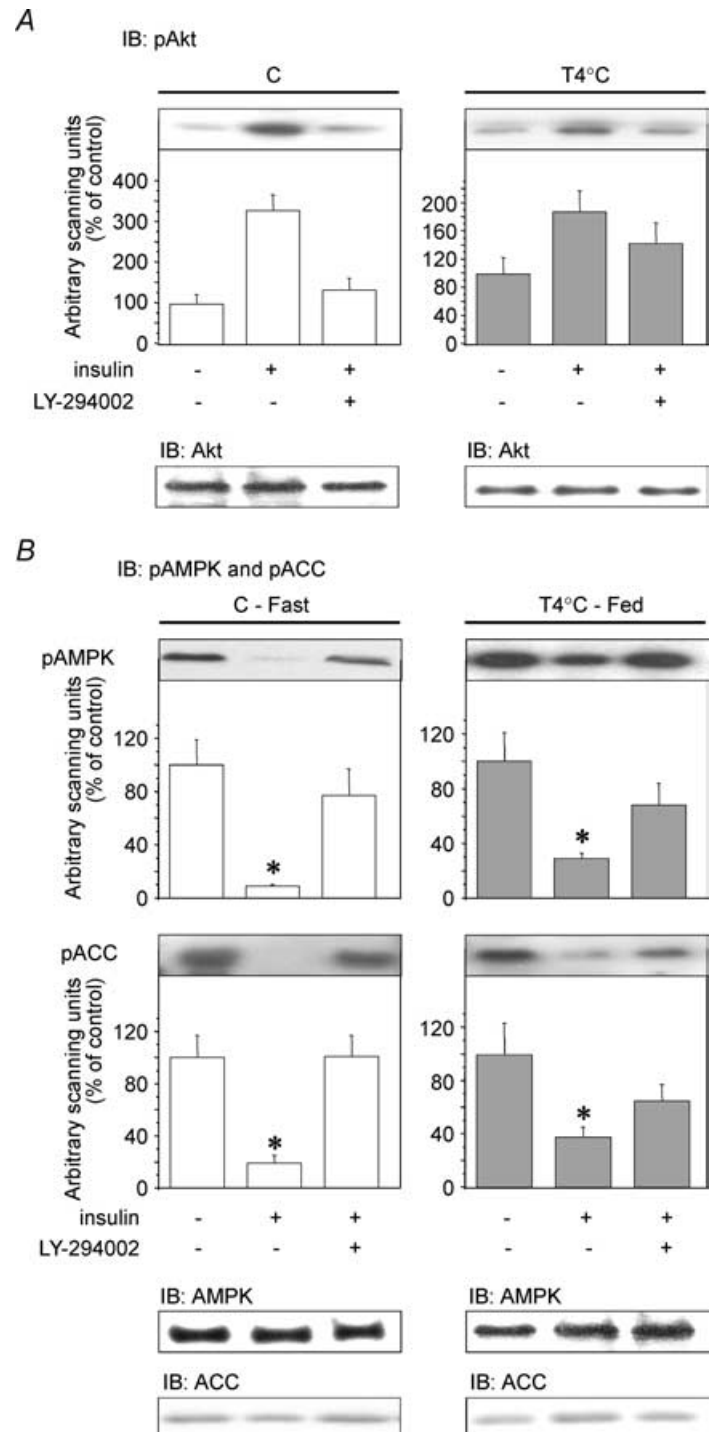 A
IB: pAkt
C T4°C
Arbitrary scanning units
(% of control)
400
300
200
100
0
200
160
120
80
40
0
insulin - + + - + +
LY-294002 - - + - - +
IB: Akt IB: Akt
B
IB: pAMPK and pACC
C - Fast T4°C - Fed
pAMPK
Arbitrary scanning units
(% of control)
120
80
40
0
*
120
80
40
0
*
pACC
Arbitrary scanning units
(% of control)
120
80
40
0
*
120
80
40
0
*
insulin - + + - + +
LY-294002 - - + - - +
IB: AMPK IB: AMPK
IB: ACC IB: ACC